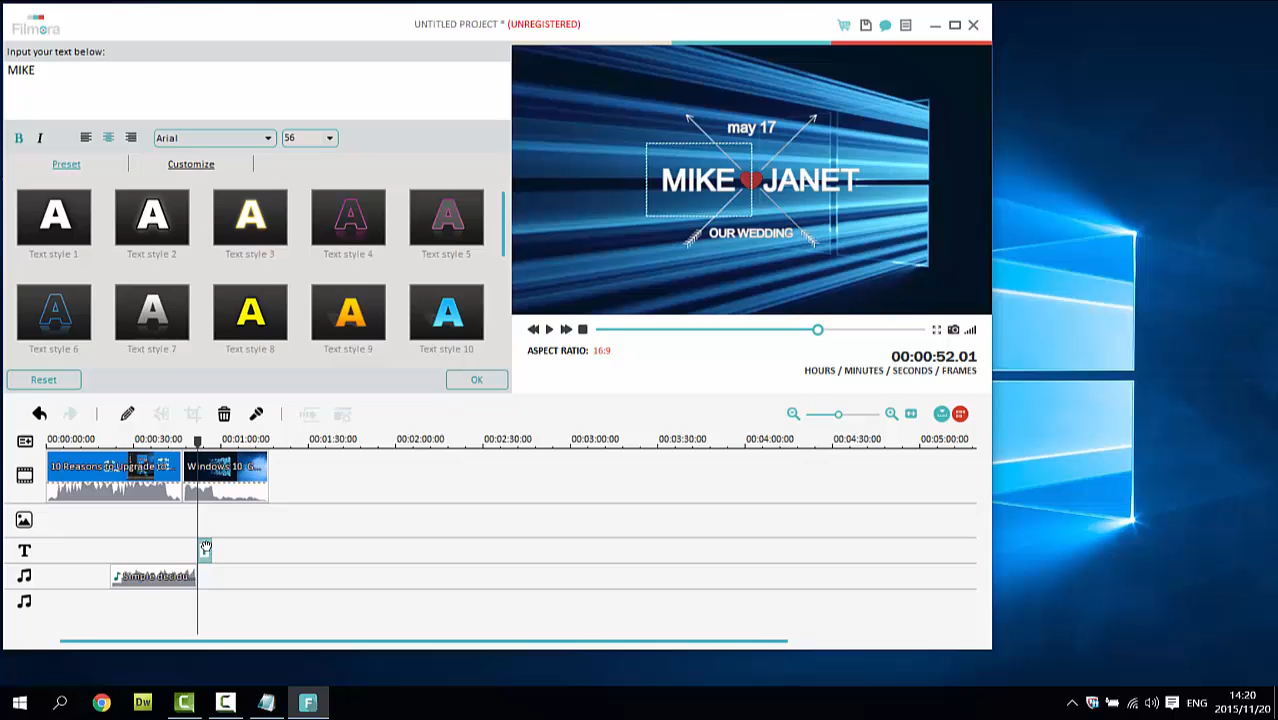 Filmora
UNTITLED PROJECT * (UNREGISTERED)
Input your text below:
MIKE
B I Arial 56
Preset Customize
A A A A A
Text style 1 Text style 2 Text style 3 Text style 4 Text style 5
A A A A A
Text style 6 Text style 7 Text style 8 Text style 9 Text style 10
Reset OK
may 17
MIKE JANET
OUR WEDDING
ASPECT RATIO: 16:9
00:00:52.01
HOURS / MINUTES / SECONDS / FRAMES
00:00:00:00 00:00:30:00 00:01:00:00 00:01:30:00 00:02:00:00 00:02:30:00 00:03:00:00 00:03:30:00 00:04:00:00 00:04:30:00 00:05:00:00
10 Reasons to Upgrade to... Windows 10 G...
T
Simple decidu...
Dw C C F
ENG
14:20
2015/11/20